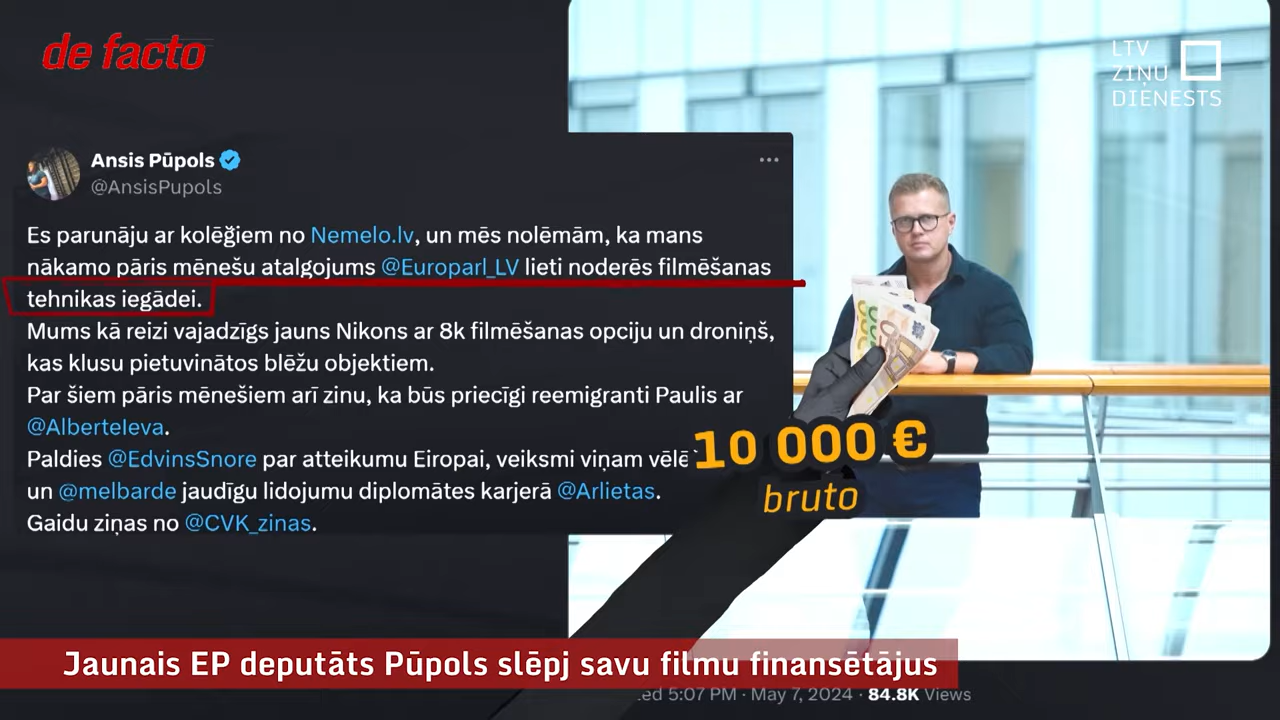 de facto
LTV
ZIŅU
DIENESTS
Ansis Pūpols
@AnsisPupols
Es parunāju ar kolēģiem no Nemelo.lv, un mēs nolēmām, ka mans
nākamo pāris mēnešu atalgojums @Europarl_LV lieti noderēs filmēšanas
tehnikas iegādei.
Mums kā reizi vajadzīgs jauns Nikons ar 8k filmēšanas opciju un droniņš,
kas klusu pietuvinātos blēžu objektiem.
Par šiem pāris mēnešiem arī zinu, ka būs priecīgi reemigranti Paulis ar
@AlberteIeva.
Paldies @EdvinsSnore par atteikumu Eiropai, veiksmi viņam vēlē
un @melbarde jaudīgu lidojumu diplomātes karjerā @Arlietas.
Gaidu ziņas no @CVK_zinas.
10 000 €
bruto
Jaunais EP deputāts Pūpols slēpj savu filmu finansētājus
5:07 PM · May 7, 2024 · 84.8K Views